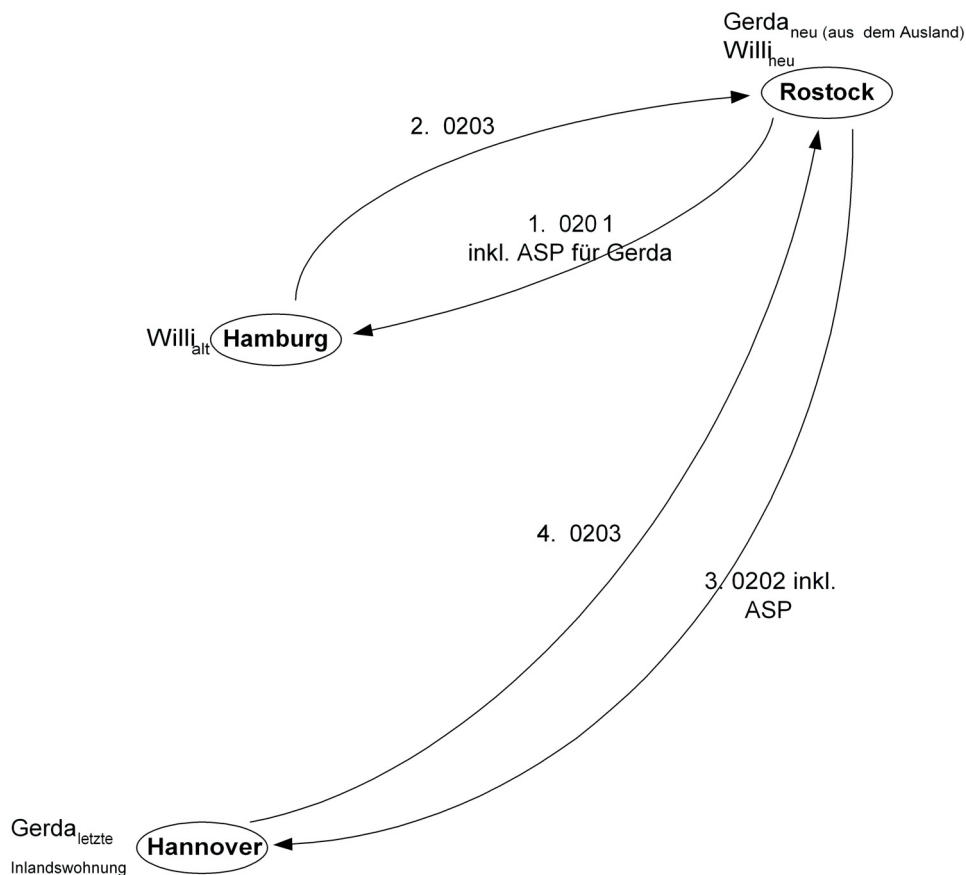 Gerda neu (aus dem Ausland)
Willi neu
Rostock
2. 0203
1. 020 1
inkl. ASP für Gerda
Willi alt Hamburg
4. 0203
3. 0202 inkl.
ASP
Gerda letzte
Hannover
Inlandswohnung